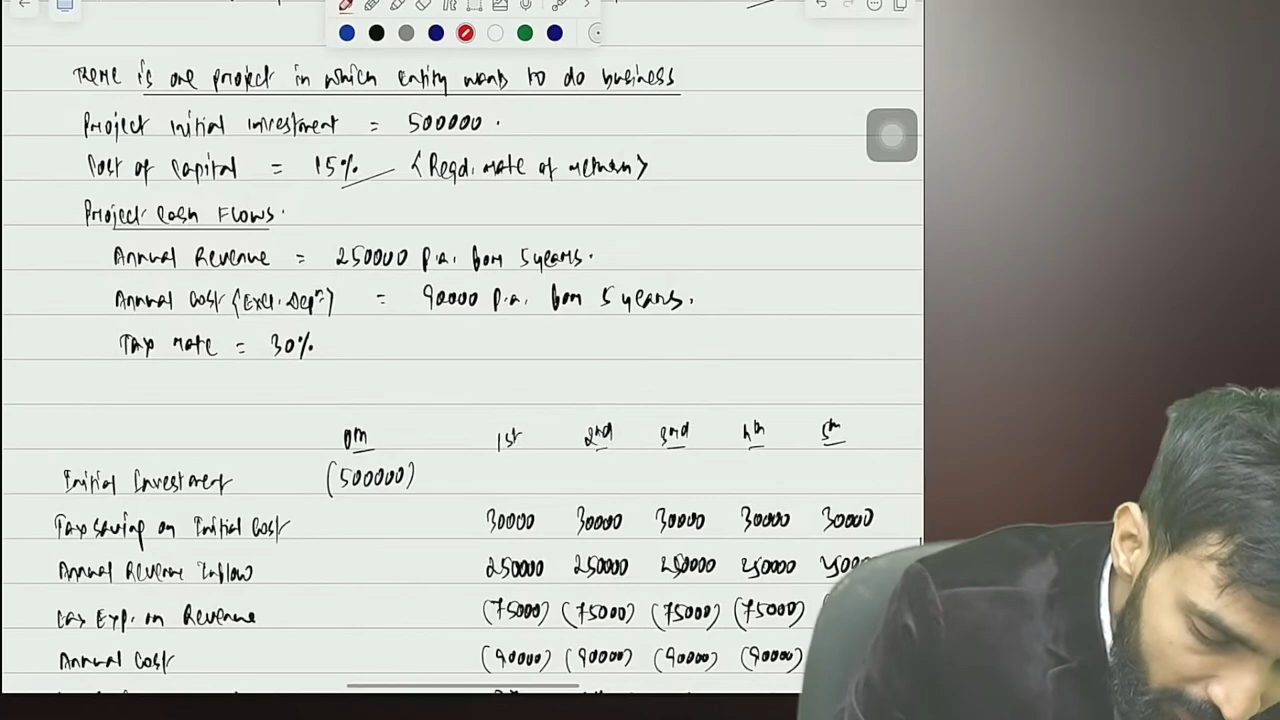 There is one project in which entity wants to do business
Project Initial Investment = 500000.
Cost of Capital = 15% <Reqd. rate of return>
Project Cash Flows.
Annual Revenue = 250000 p.a. for 5 years.
Annual Cost {Excl. Depn} = 90000 p.a. for 5 years.
Tax rate = 30%
0th 1st 2nd 3rd 4th 5th
Initial Investment (500000)
Tax saving on Initial Cost 30000 30000 30000 30000 30000
Annual Revenue Inflow 250000 250000 250000 250000
Tax Exp. on Revenue (75000) (75000) (75000) (75000)
Annual Cost (90000) (90000) (90000) (90000)